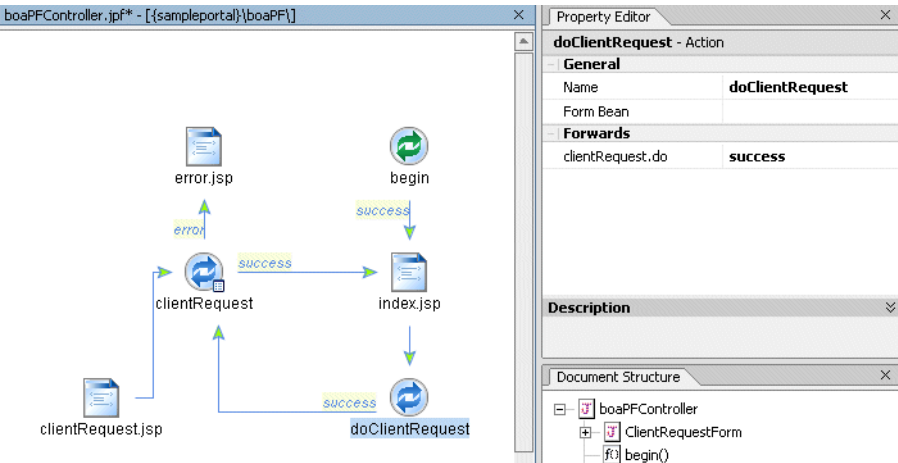 boaPFController.jpf* - [{sampleportal}\boaPF\]
error.jsp
begin
success
error
success
clientRequest
index.jsp
success
clientRequest.jsp
doClientRequest
Property Editor
doClientRequest - Action
General
Name doClientRequest
Form Bean
Forwards
clientRequest.do success
Description
Document Structure
boaPFController
ClientRequestForm
begin()